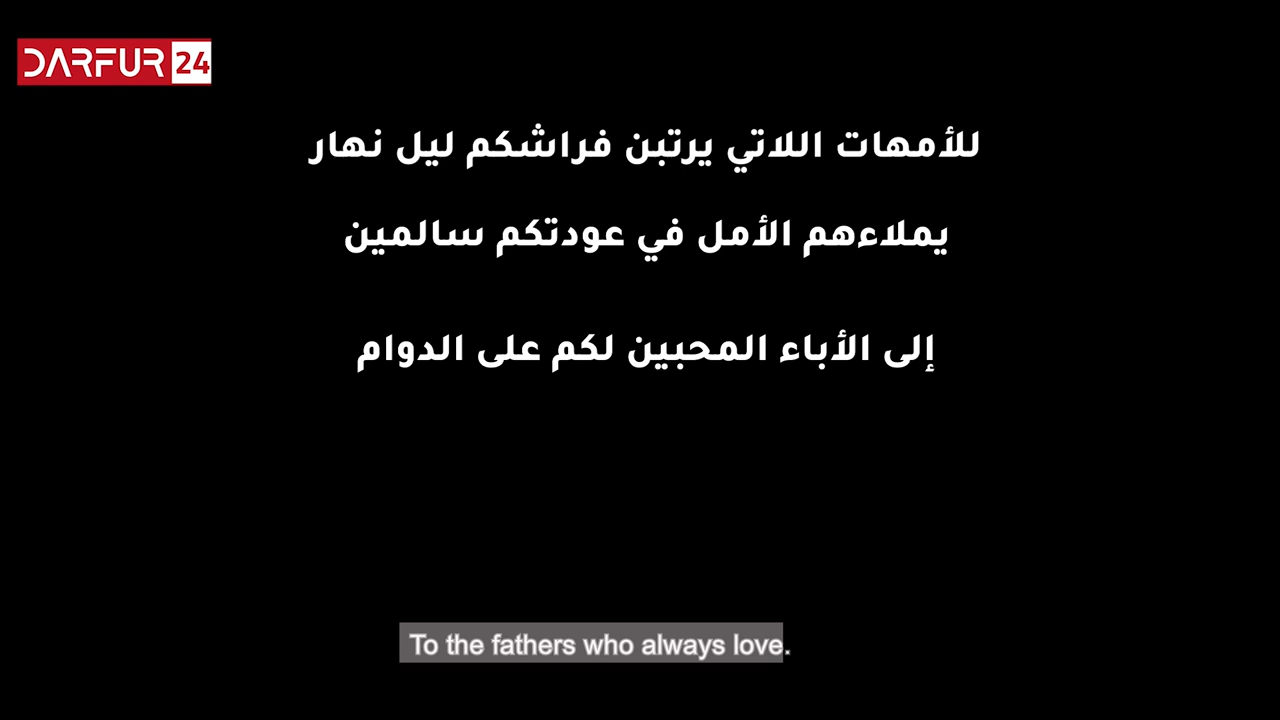 DARFUR 24
للأمهات اللاتي يرتبن فراشكم ليل نهار
يملاءهم الأمل في عودتكم سالمين
إلى الأباء المحبين لكم على الدوام
To the fathers who always love.